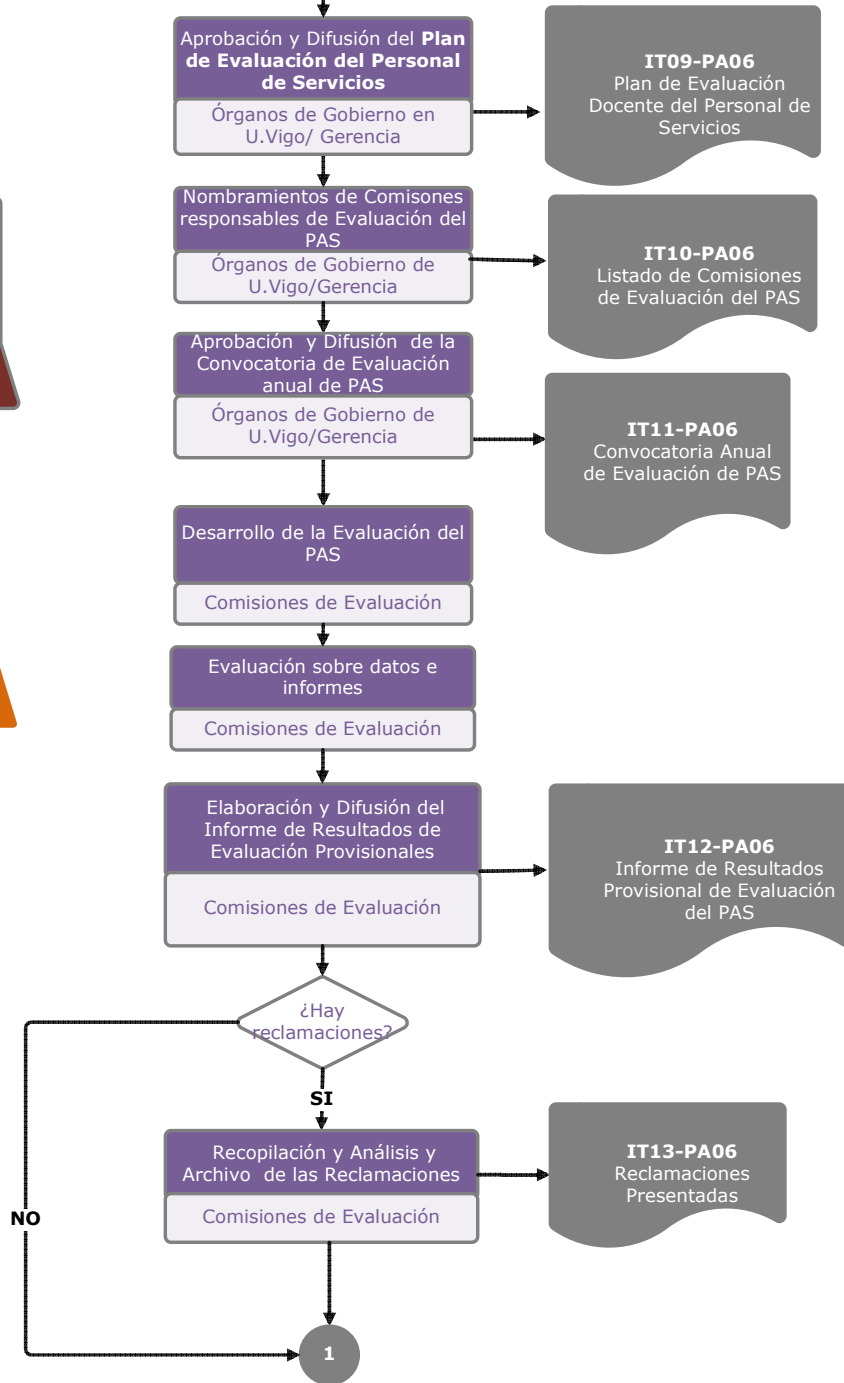 Aprobación y Difusión del Plan
de Evaluación del Personal
de Servicios
Órganos de Gobierno en
U.Vigo/ Gerencia
IT09-PA06
Plan de Evaluación
Docente del Personal de
Servicios
Nombramientos de Comisones
responsables de Evaluación del
PAS
Órganos de Gobierno de
U.Vigo/Gerencia
IT10-PA06
Listado de Comisiones
de Evaluación del PAS
Aprobación y Difusión de la
Convocatoria de Evaluación
anual de PAS
Órganos de Gobierno de
U.Vigo/Gerencia
IT11-PA06
Convocatoria Anual
de Evaluación de PAS
Desarrollo de la Evaluación del
PAS
Comisiones de Evaluación
Evaluación sobre datos e
informes
Comisiones de Evaluación
Elaboración y Difusión del
Informe de Resultados de
Evaluación Provisionales
Comisiones de Evaluación
IT12-PA06
Informe de Resultados
Provisional de Evaluación
del PAS
¿Hay
reclamaciones?
SI
Recopilación y Análisis y
Archivo de las Reclamaciones
Comisiones de Evaluación
IT13-PA06
Reclamaciones
Presentadas
NO
1